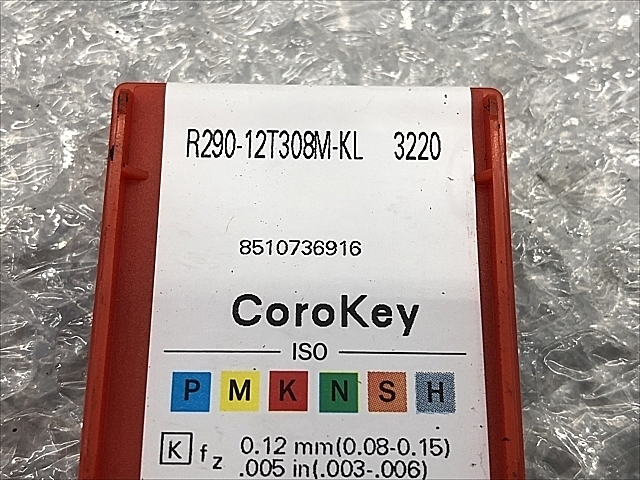 R290-12T308M-KL 3220
8510736916
CoroKey
ISO
P M K N S H
K fz 0.12 mm(0.08-0.15)
.005 in(.003-.006)